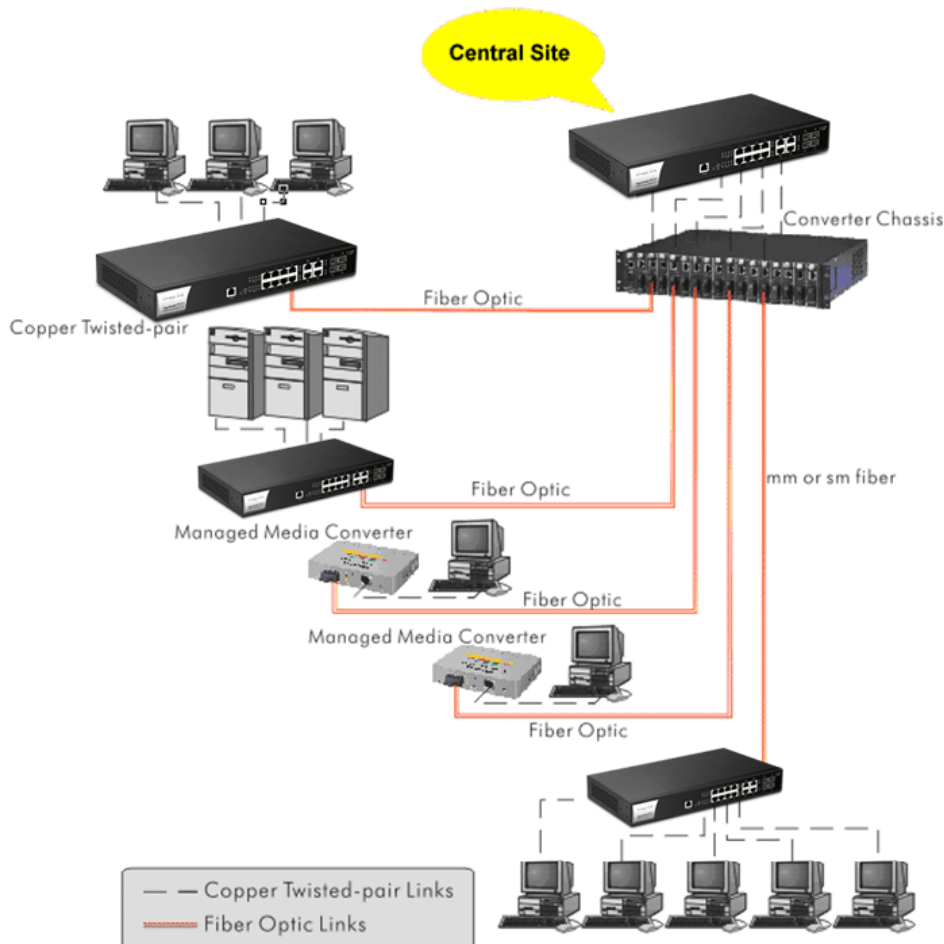 Central Site
Converter Chassis
Fiber Optic
Copper Twisted-pair
mm or sm fiber
Fiber Optic
Managed Media Converter
Fiber Optic
Managed Media Converter
Fiber Optic
Copper Twisted-pair Links
Fiber Optic Links